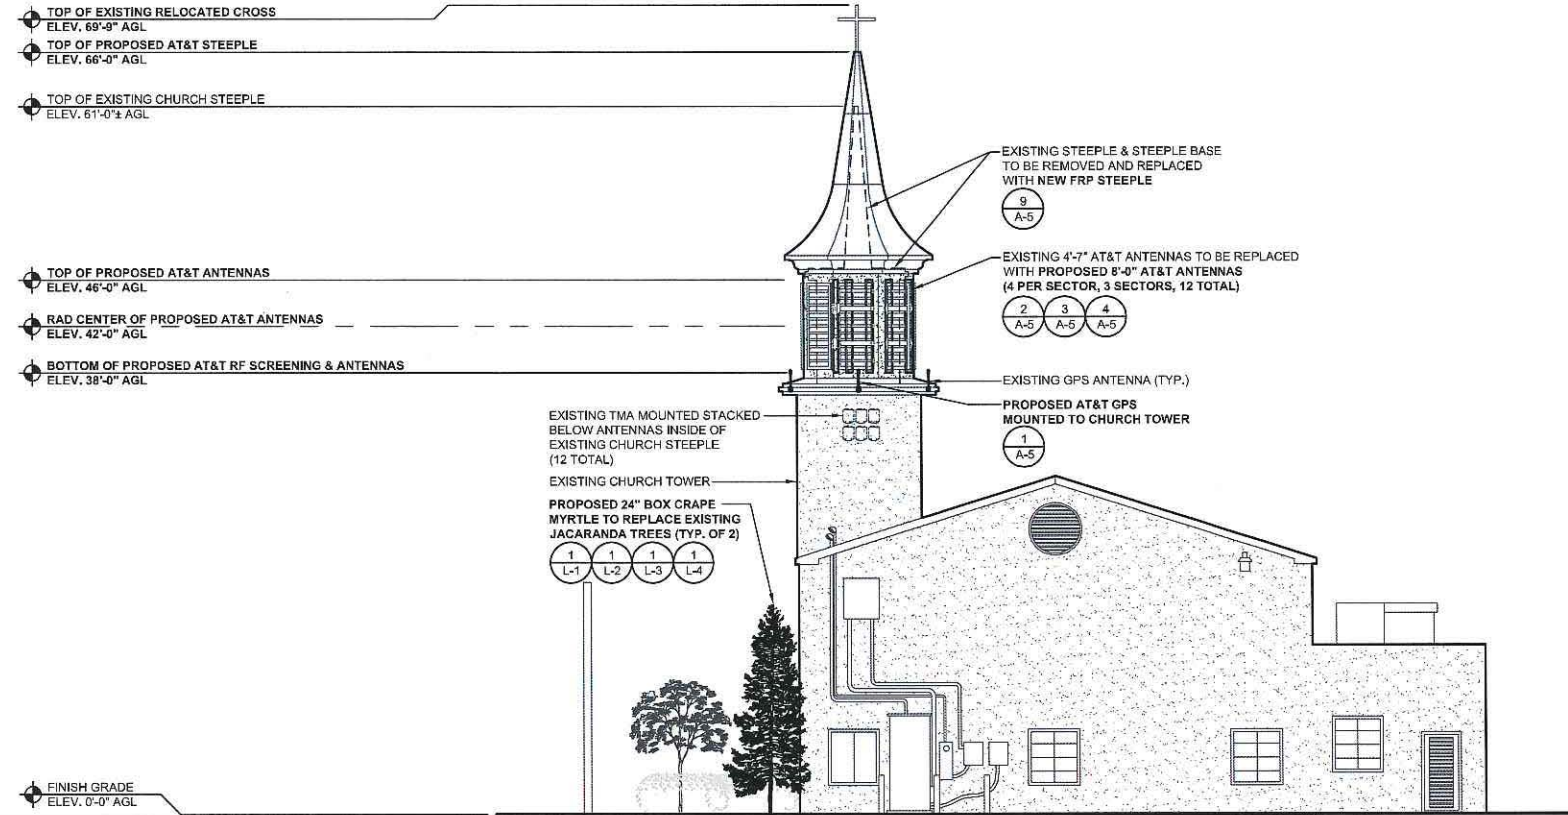 TOP OF EXISTING RELOCATED CROSS
ELEV. 69'-9" AGL
TOP OF PROPOSED AT&T STEEPLE
ELEV. 66'-0" AGL
TOP OF EXISTING CHURCH STEEPLE
ELEV. 61'-0"± AGL
EXISTING STEEPLE & STEEPLE BASE
TO BE REMOVED AND REPLACED
WITH NEW FRP STEEPLE
9
A-5
EXISTING 4'-7" AT&T ANTENNAS TO BE REPLACED
WITH PROPOSED 8'-0" AT&T ANTENNAS
(4 PER SECTOR, 3 SECTORS, 12 TOTAL)
2 3 4
A-5 A-5 A-5
TOP OF PROPOSED AT&T ANTENNAS
ELEV. 46'-0" AGL
RAD CENTER OF PROPOSED AT&T ANTENNAS
ELEV. 42'-0" AGL
BOTTOM OF PROPOSED AT&T RF SCREENING & ANTENNAS
ELEV. 38'-0" AGL
EXISTING GPS ANTENNA (TYP.)
PROPOSED AT&T GPS
MOUNTED TO CHURCH TOWER
1
A-5
EXISTING TMA MOUNTED STACKED
BELOW ANTENNAS INSIDE OF
EXISTING CHURCH STEEPLE
(12 TOTAL)
EXISTING CHURCH TOWER
PROPOSED 24" BOX CRAPE
MYRTLE TO REPLACE EXISTING
JACARANDA TREES (TYP. OF 2)
1 1 1 1
L-1 L-2 L-3 L-4
FINISH GRADE
ELEV. 0'-0" AGL